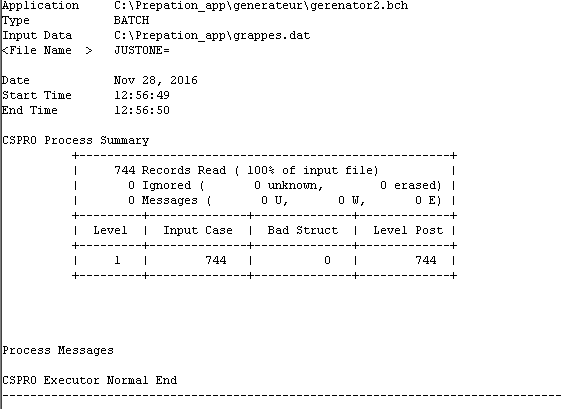 Application     C:\Prepation_app\generateur\gerenator2.bch
Type            BATCH
Input Data      C:\Prepation_app\grappes.dat
<File Name  >   JUSTONE=
Date            Nov 28, 2016
Start Time      12:56:49
End Time        12:56:50
CSPRO Process Summary
+--------------------------------------------------+
|     744 Records Read ( 100% of input file)       |
|       0 Ignored (       0 unknown,       0 erased) |
|       0 Messages (       0 U,      0 W,      0 E) |
+---------+---------------+---------------+-------------+
|  Level  |  Input Case  |  Bad Struct  |  Level Post |
+---------+---------------+---------------+-------------+
|     1   |        744   |          0   |       744   |
+---------+---------------+---------------+-------------+
Process Messages
CSPRO Executor Normal End
--------------------------------------------------------------------------------